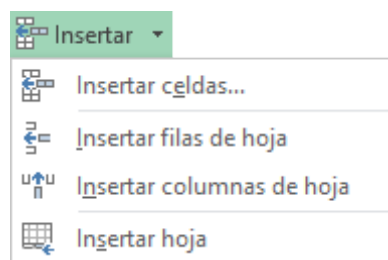 Insertar
Insertar celdas...
Insertar filas de hoja
Insertar columnas de hoja
Insertar hoja